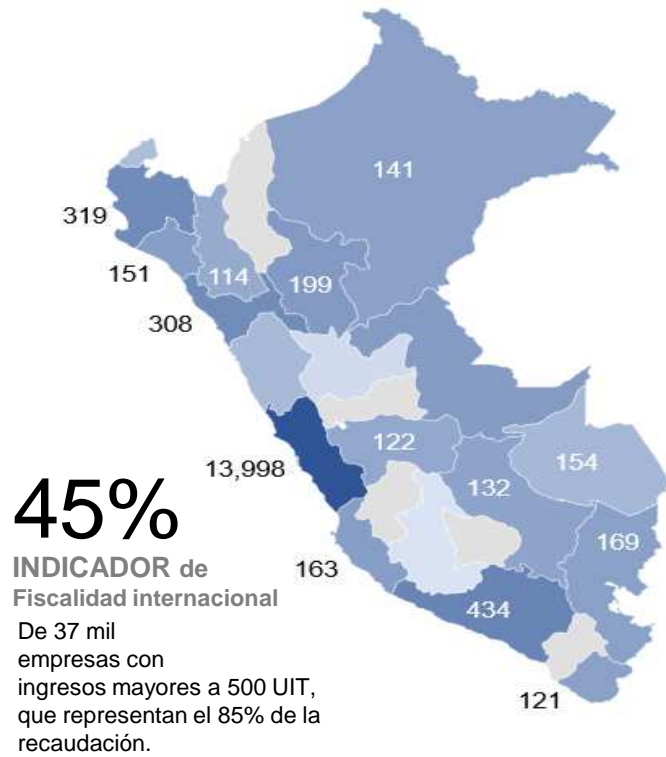 141
319
151
114
199
308
122
13,998
154
132
45%
169
INDICADOR de
163
Fiscalidad internacional
434
De 37 mil
empresas con
ingresos mayores a 500 UIT,
121
que representan el 85% de la
recaudación.